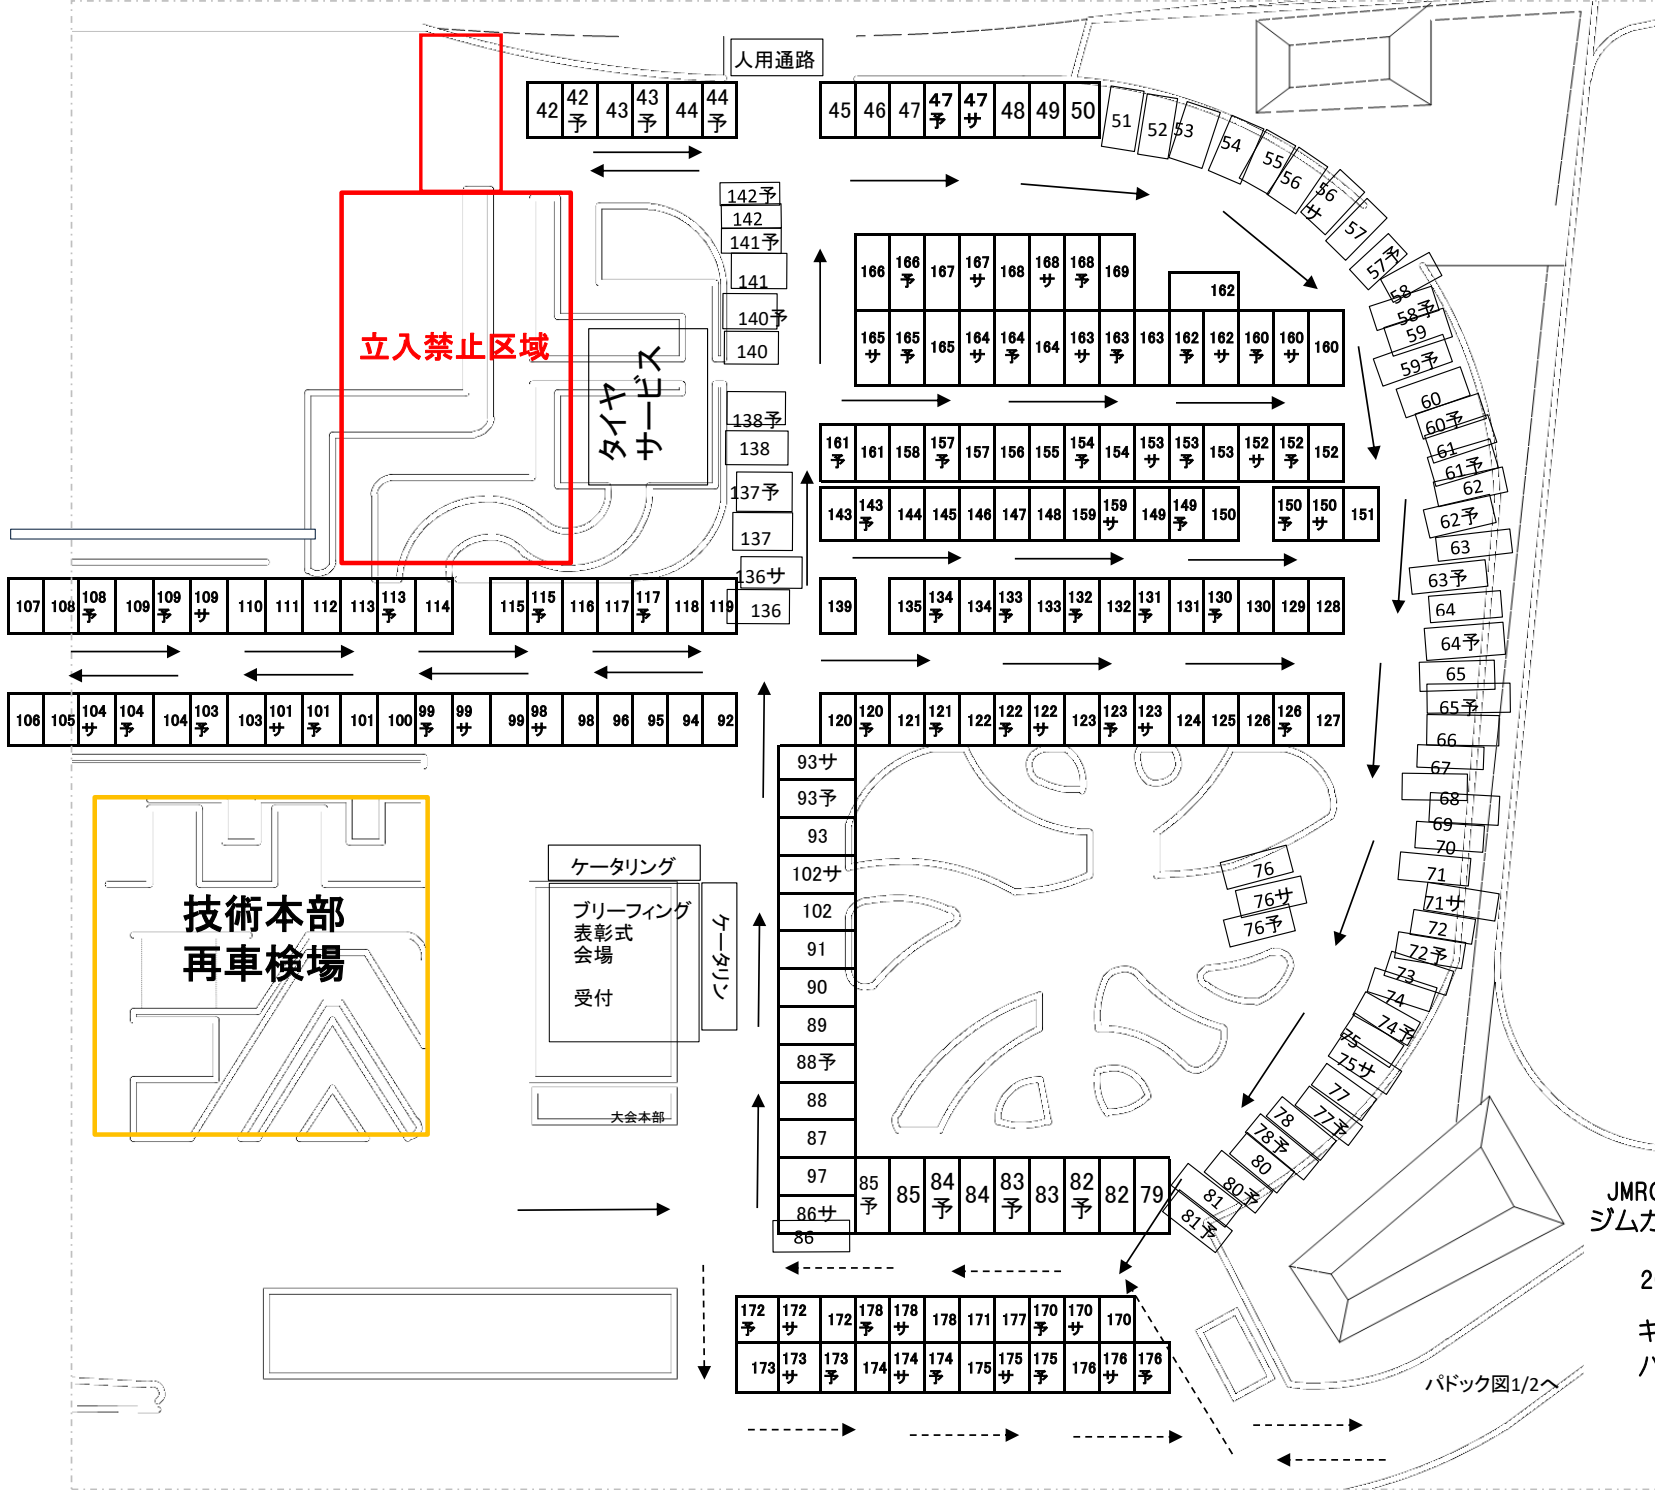 人用通路
42 42予 43 43予 44 44予 45 46 47 47予 47サ 48 49 50 51 52 53 54 55 56 56サ 57 57予 58 58予 59 59予 60 60予 61 61予 62 62予 63 63予 64 64予 65 65予 66 67 68 69 70 71 71サ 72 72予 73 74 74予 75 75サ 77 77予 78 78予 80 80予 81 81予
142予
142
141予
141
140予
140
138予
138
137予
137
136サ
136
166 166予 167 167サ 168 168サ 168予 169 162
165サ 165予 165 164サ 164予 164 163サ 163予 163 162予 162サ 160予 160サ 160
立入禁止区域
タイヤ
サービス
161予 161 158 157予 157 156 155 154予 154 153サ 153予 153 152サ 152予 152
143 143予 144 145 146 147 148 159 159サ 149 149予 150 150予 150サ 151
107 108 108予 109 109予 109サ 110 111 112 113 113予 114 115 115予 116 117 117予 118 119 139 135 134予 134 133予 133 132予 132 131予 131 130予 130 129 128
106 105 104サ 104予 104 103予 103 101サ 101予 101 100 99予 99サ 99 98サ 98 96 95 94 92 120 120予 121 121予 122 122予 122サ 123 123予 123サ 124 125 126 126予 127
93サ
93予
93
102サ
102
91
90
89
88予
88
87
97
86サ
86
76
76サ
76予
技術本部
再車検場
ケータリング
ブリーフィング
表彰式
会場
受付
ケータリン
大会本部
85予 85 84予 84 83予 83 82予 82 79
172予 172サ 172 178予 178サ 178 171 177 170予 170サ 170
173 173サ 173予 174 174サ 174予 175 175サ 175予 176 176サ 176予
JMR
ジムカ
2
キ
パドック図1/2へ